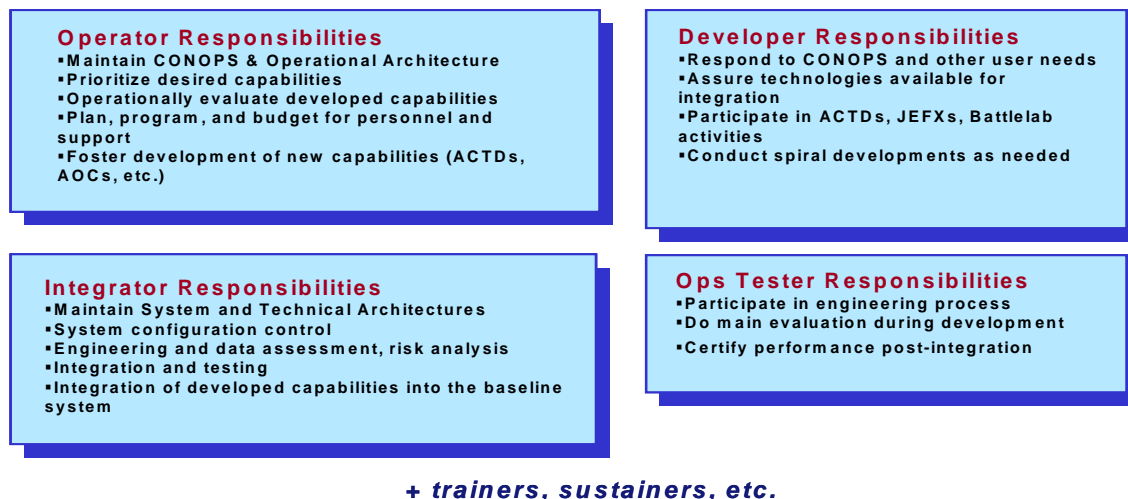 Operator Responsibilities
▪Maintain CONOPS & Operational Architecture
▪Prioritize desired capabilities
▪Operationally evaluate developed capabilities
▪Plan, program, and budget for personnel and
support
▪Foster development of new capabilities (ACTDs,
AOCs, etc.)
Developer Responsibilities
▪Respond to CONOPS and other user needs
▪Assure technologies available for
integration
▪Participate in ACTDs, JEFXs, Battlelab
activities
▪Conduct spiral developments as needed
Integrator Responsibilities
▪Maintain System and Technical Architectures
▪System configuration control
▪Engineering and data assessment, risk analysis
▪Integration and testing
▪Integration of developed capabilities into the baseline
system
Ops Tester Responsibilities
▪Participate in engineering process
▪Do main evaluation during development
▪Certify performance post-integration
+ trainers, sustainers, etc.